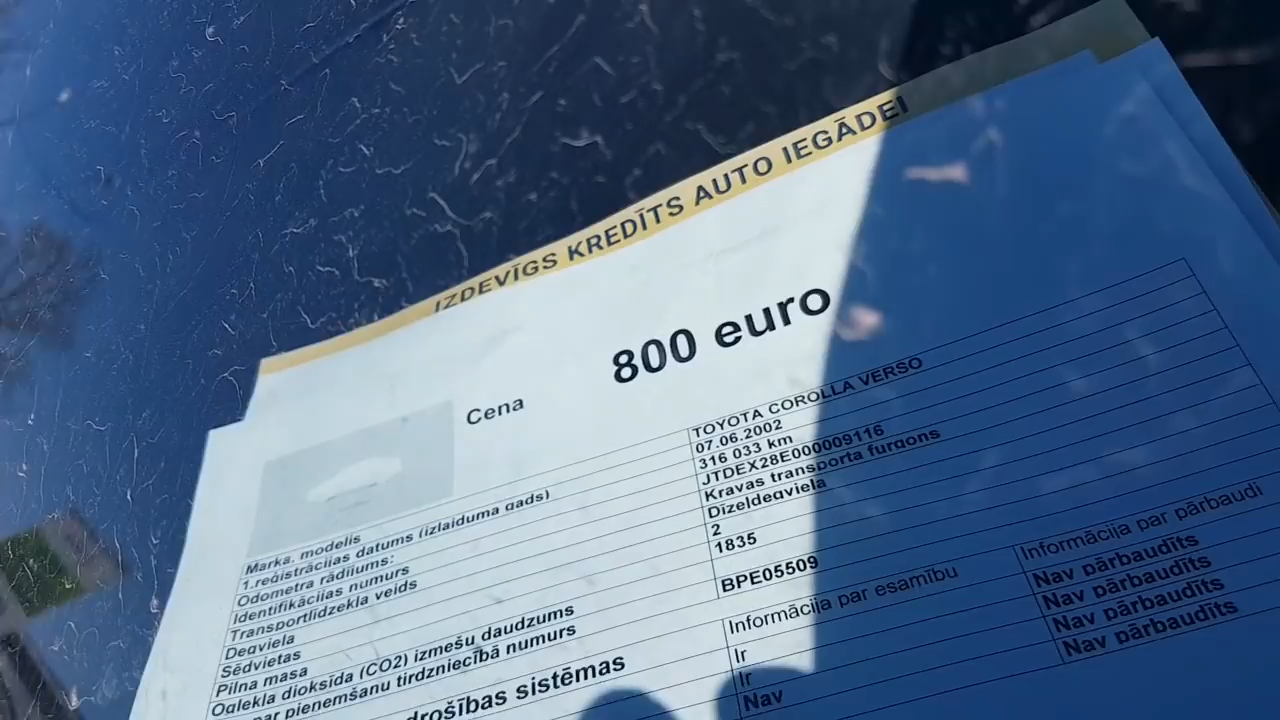 IZDEVĪGS KREDĪTS AUTO IEGĀDEI
Cena 800 euro
Marka, modelis TOYOTA COROLLA VERSO
1.reģistrācijas datums (izlaiduma gads) 07.06.2002
Odometra rādījums: 316 033 km
Identifikācijas numurs JTDEX28E000009116
Transportlīdzekļa veids Kravas transporta furgons
Degviela Dīzeļdegviela
Sēdvietas 2
Pilna masa 1835
Oglekļa dioksīda (CO2) izmešu daudzums
par pieņemšanu tirdzniecībā numurs BPE05509
drošības sistēmas Informācija par esamību Informācija par pārbaudi
Ir Nav pārbaudīts
Ir Nav pārbaudīts
Nav Nav pārbaudīts
Nav pārbaudīts